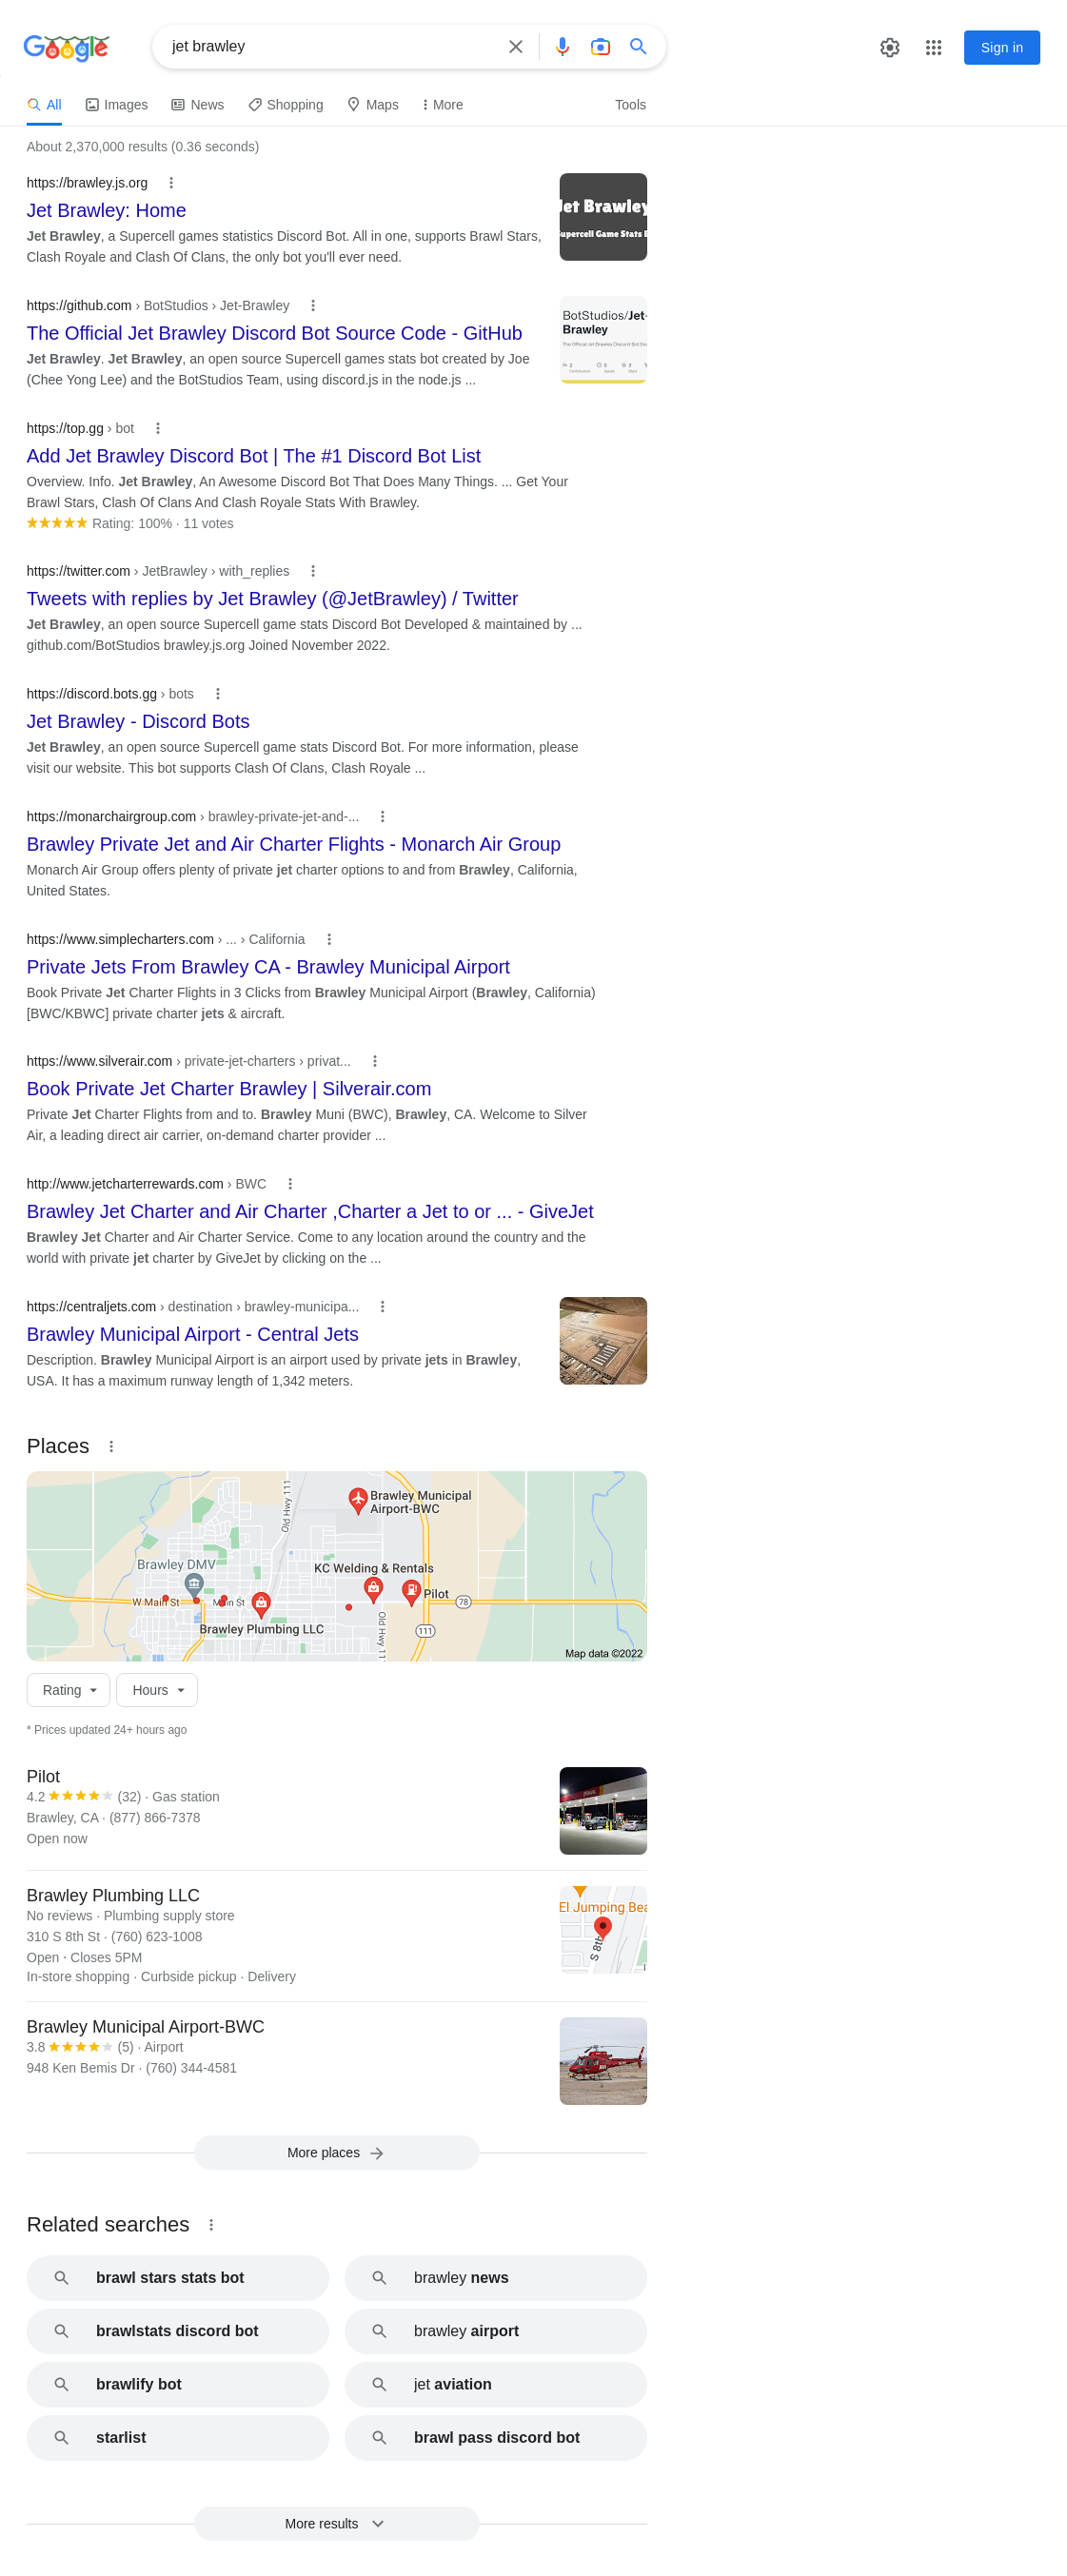 Google
jet brawley
Sign in
All
Images
News
Shopping
Maps
More
Tools
About 2,370,000 results (0.36 seconds)
https://brawley.js.org
Jet Brawley: Home
Jet Brawley, a Supercell games statistics Discord Bot. All in one, supports Brawl Stars,
Clash Royale and Clash Of Clans, the only bot you'll ever need.
Jet Brawley
Supercell Game Stats
https://github.com › BotStudios › Jet-Brawley
The Official Jet Brawley Discord Bot Source Code - GitHub
Jet Brawley. Jet Brawley, an open source Supercell games stats bot created by Joe
(Chee Yong Lee) and the BotStudios Team, using discord.js in the node.js ...
BotStudios/Jet-
Brawley
The Official Jet Brawley Discord Bot
https://top.gg › bot
Add Jet Brawley Discord Bot | The #1 Discord Bot List
Overview. Info. Jet Brawley, An Awesome Discord Bot That Does Many Things. ... Get Your
Brawl Stars, Clash Of Clans And Clash Royale Stats With Brawley.
Rating: 100% · 11 votes
https://twitter.com › JetBrawley › with_replies
Tweets with replies by Jet Brawley (@JetBrawley) / Twitter
Jet Brawley, an open source Supercell game stats Discord Bot Developed & maintained by ...
github.com/BotStudios brawley.js.org Joined November 2022.
https://discord.bots.gg › bots
Jet Brawley - Discord Bots
Jet Brawley, an open source Supercell game stats Discord Bot. For more information, please
visit our website. This bot supports Clash Of Clans, Clash Royale ...
https://monarchairgroup.com › brawley-private-jet-and-...
Brawley Private Jet and Air Charter Flights - Monarch Air Group
Monarch Air Group offers plenty of private jet charter options to and from Brawley, California,
United States.
https://www.simplecharters.com › ... › California
Private Jets From Brawley CA - Brawley Municipal Airport
Book Private Jet Charter Flights in 3 Clicks from Brawley Municipal Airport (Brawley, California)
[BWC/KBWC] private charter jets & aircraft.
https://www.silverair.com › private-jet-charters › privat...
Book Private Jet Charter Brawley | Silverair.com
Private Jet Charter Flights from and to. Brawley Muni (BWC), Brawley, CA. Welcome to Silver
Air, a leading direct air carrier, on-demand charter provider ...
http://www.jetcharterrewards.com › BWC
Brawley Jet Charter and Air Charter ,Charter a Jet to or ... - GiveJet
Brawley Jet Charter and Air Charter Service. Come to any location around the country and the
world with private jet charter by GiveJet by clicking on the ...
https://centraljets.com › destination › brawley-municipa...
Brawley Municipal Airport - Central Jets
Description. Brawley Municipal Airport is an airport used by private jets in Brawley,
USA. It has a maximum runway length of 1,342 meters.
Places
Old Hwy 111
Brawley Municipal
Airport-BWC
Brawley DMV
KC Welding & Rentals
Pilot
78
W Main St
Main St
Brawley Plumbing LLC
Old Hwy 11
111
Map data ©2022
Rating
Hours
* Prices updated 24+ hours ago
Pilot
4.2 (32) · Gas station
Brawley, CA · (877) 866-7378
Open now
Brawley Plumbing LLC
No reviews · Plumbing supply store
310 S 8th St · (760) 623-1008
Open ⋅ Closes 5PM
In-store shopping · Curbside pickup · Delivery
El Jumping Bea
S 8th
Brawley Municipal Airport-BWC
3.8 (5) · Airport
948 Ken Bemis Dr · (760) 344-4581
More places
Related searches
brawl stars stats bot
brawley news
brawlstats discord bot
brawley airport
brawlify bot
jet aviation
starlist
brawl pass discord bot
More results